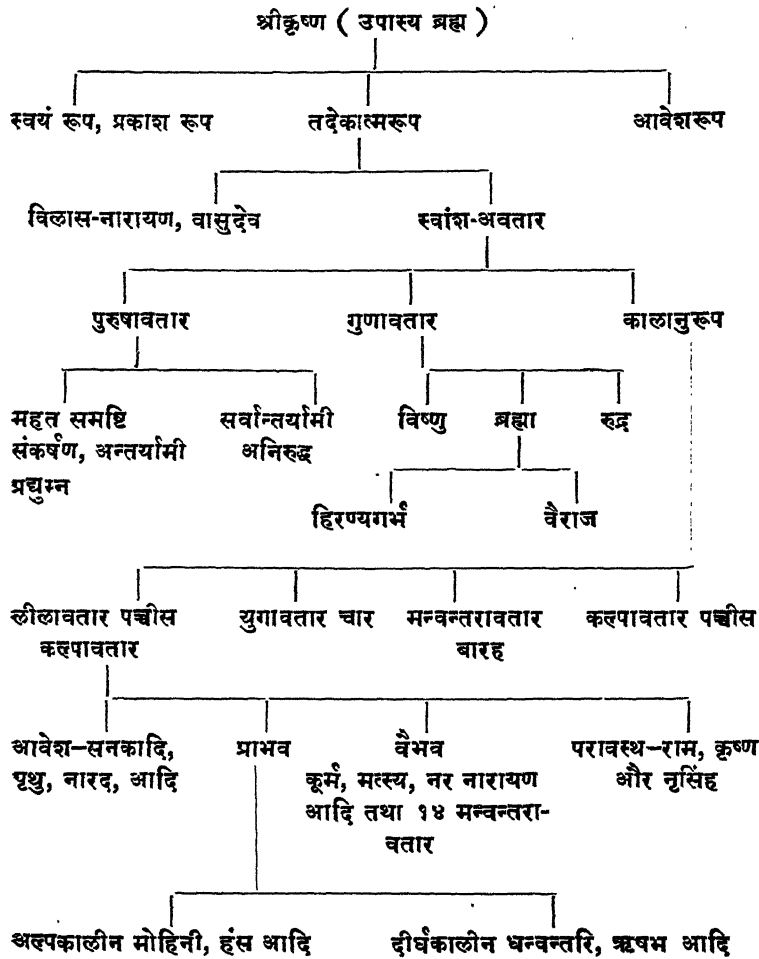 श्रीकृष्ण ( उपास्य ब्रह्म )
स्वयं रूप, प्रकाश रूप
तदेकात्मरूप
आवेशरूप
विलास-नारायण, वासुदेव
स्वांश-अवतार
पुरुषावतार
गुणावतार
कालानुरूप
महत समष्टि
संकर्षण, अन्तर्यामी
प्रद्युम्न
सर्वान्तर्यामी
अनिरुद्ध
विष्णु
ब्रह्मा
रुद्र
हिरण्यगर्भ
वैराज
लीलावतार पच्चीस
कल्पावतार
युगावतार चार
मन्वन्तरावतार
बारह
कल्पावतार पच्चीस
आवेश–सनकादि,
पृथु, नारद, आदि
प्राभव
वैभव
कूर्म, मत्स्य, नर नारायण
आदि तथा १४ मन्वन्तरा-
वतार
परावस्थ–राम, कृष्ण
और नृसिंह
अल्पकालीन मोहिनी, हंस आदि
दीर्घकालीन धन्वन्तरि, ऋषभ आदि